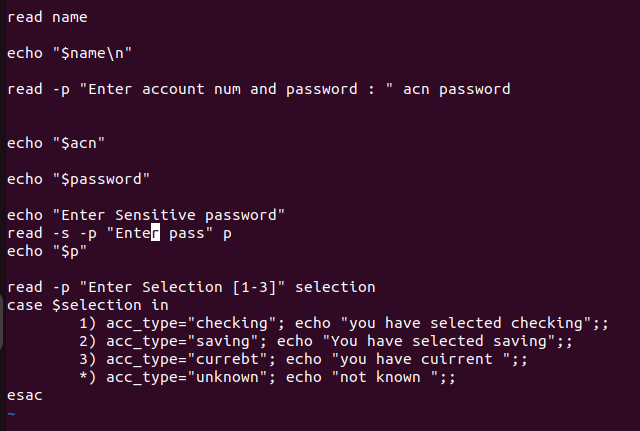 read name
echo "$name\n"
read -p "Enter account num and password : " acn password
echo "$acn"
echo "$password"
echo "Enter Sensitive password"
read -s -p "Enter pass" p
echo "$p"
read -p "Enter Selection [1-3]" selection
case $selection in
1) acc_type="checking"; echo "you have selected checking";;
2) acc_type="saving"; echo "You have selected saving";;
3) acc_type="currebt"; echo "you have cuirrent ";;
*) acc_type="unknown"; echo "not known ";;
esac
~